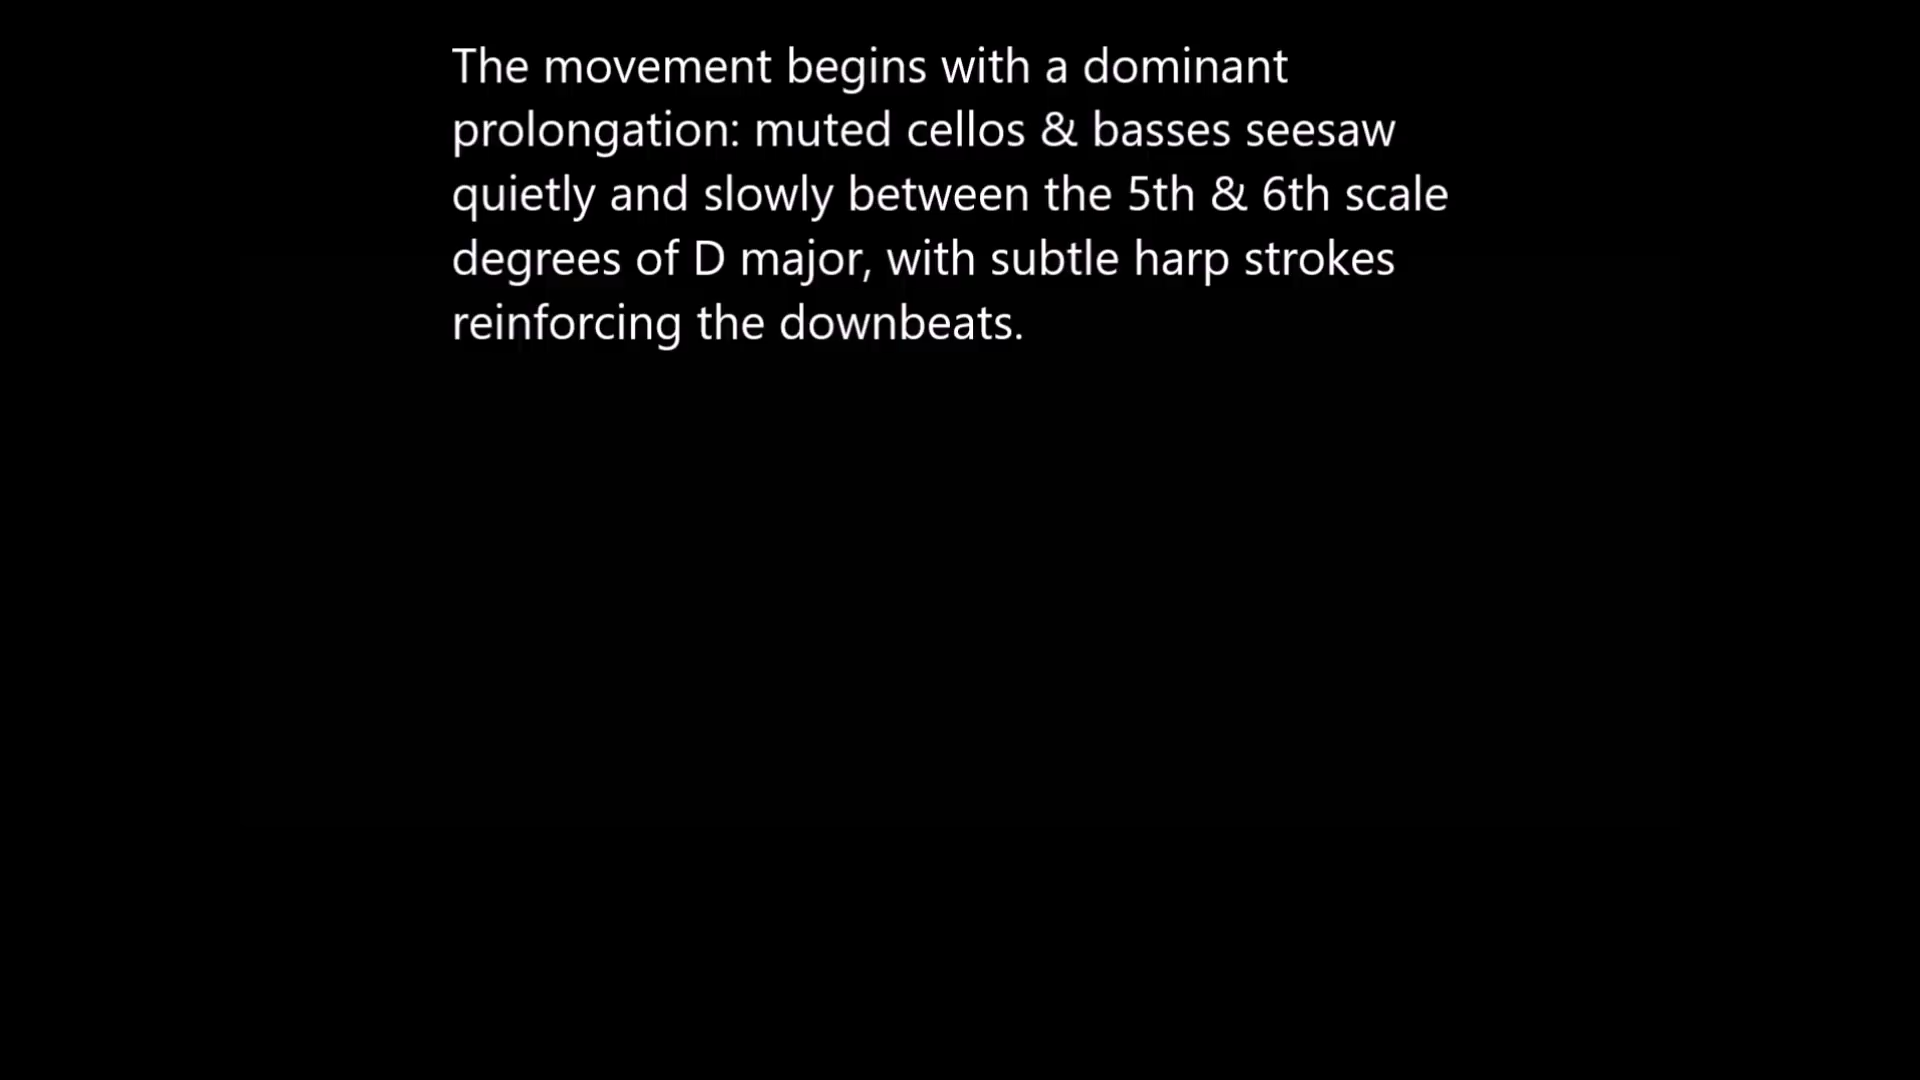 The movement begins with a dominant
prolongation: muted cellos & basses seesaw
quietly and slowly between the 5th & 6th scale
degrees of D major, with subtle harp strokes
reinforcing the downbeats.